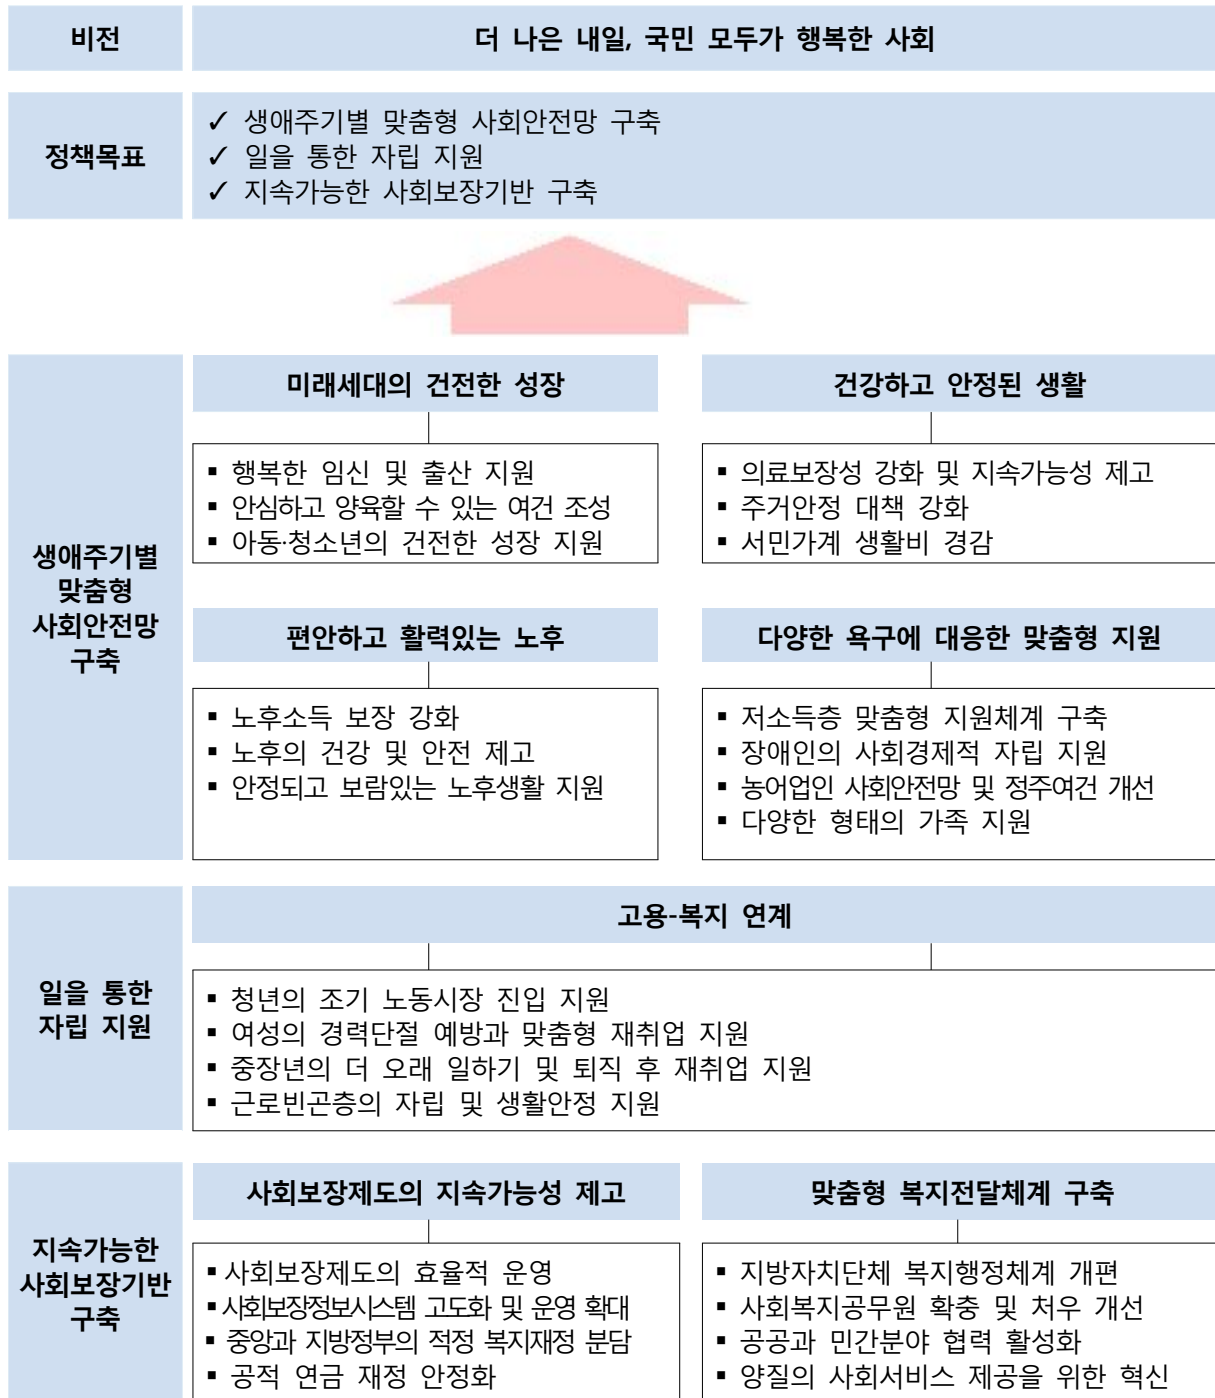 비전
더 나은 내일, 국민 모두가 행복한 사회
정책목표
✓ 생애주기별 맞춤형 사회안전망 구축
✓ 일을 통한 자립 지원
✓ 지속가능한 사회보장기반 구축
생애주기별
맞춤형
사회안전망
구축
미래세대의 건전한 성장
▪ 행복한 임신 및 출산 지원
▪ 안심하고 양육할 수 있는 여건 조성
▪ 아동·청소년의 건전한 성장 지원
건강하고 안정된 생활
▪ 의료보장성 강화 및 지속가능성 제고
▪ 주거안정 대책 강화
▪ 서민가계 생활비 경감
편안하고 활력있는 노후
▪ 노후소득 보장 강화
▪ 노후의 건강 및 안전 제고
▪ 안정되고 보람있는 노후생활 지원
다양한 욕구에 대응한 맞춤형 지원
▪ 저소득층 맞춤형 지원체계 구축
▪ 장애인의 사회경제적 자립 지원
▪ 농어업인 사회안전망 및 정주여건 개선
▪ 다양한 형태의 가족 지원
일을 통한
자립 지원
고용-복지 연계
▪ 청년의 조기 노동시장 진입 지원
▪ 여성의 경력단절 예방과 맞춤형 재취업 지원
▪ 중장년의 더 오래 일하기 및 퇴직 후 재취업 지원
▪ 근로빈곤층의 자립 및 생활안정 지원
지속가능한
사회보장기반
구축
사회보장제도의 지속가능성 제고
▪ 사회보장제도의 효율적 운영
▪ 사회보장정보시스템 고도화 및 운영 확대
▪ 중앙과 지방정부의 적정 복지재정 분담
▪ 공적 연금 재정 안정화
맞춤형 복지전달체계 구축
▪ 지방자치단체 복지행정체계 개편
▪ 사회복지공무원 확충 및 처우 개선
▪ 공공과 민간분야 협력 활성화
▪ 양질의 사회서비스 제공을 위한 혁신